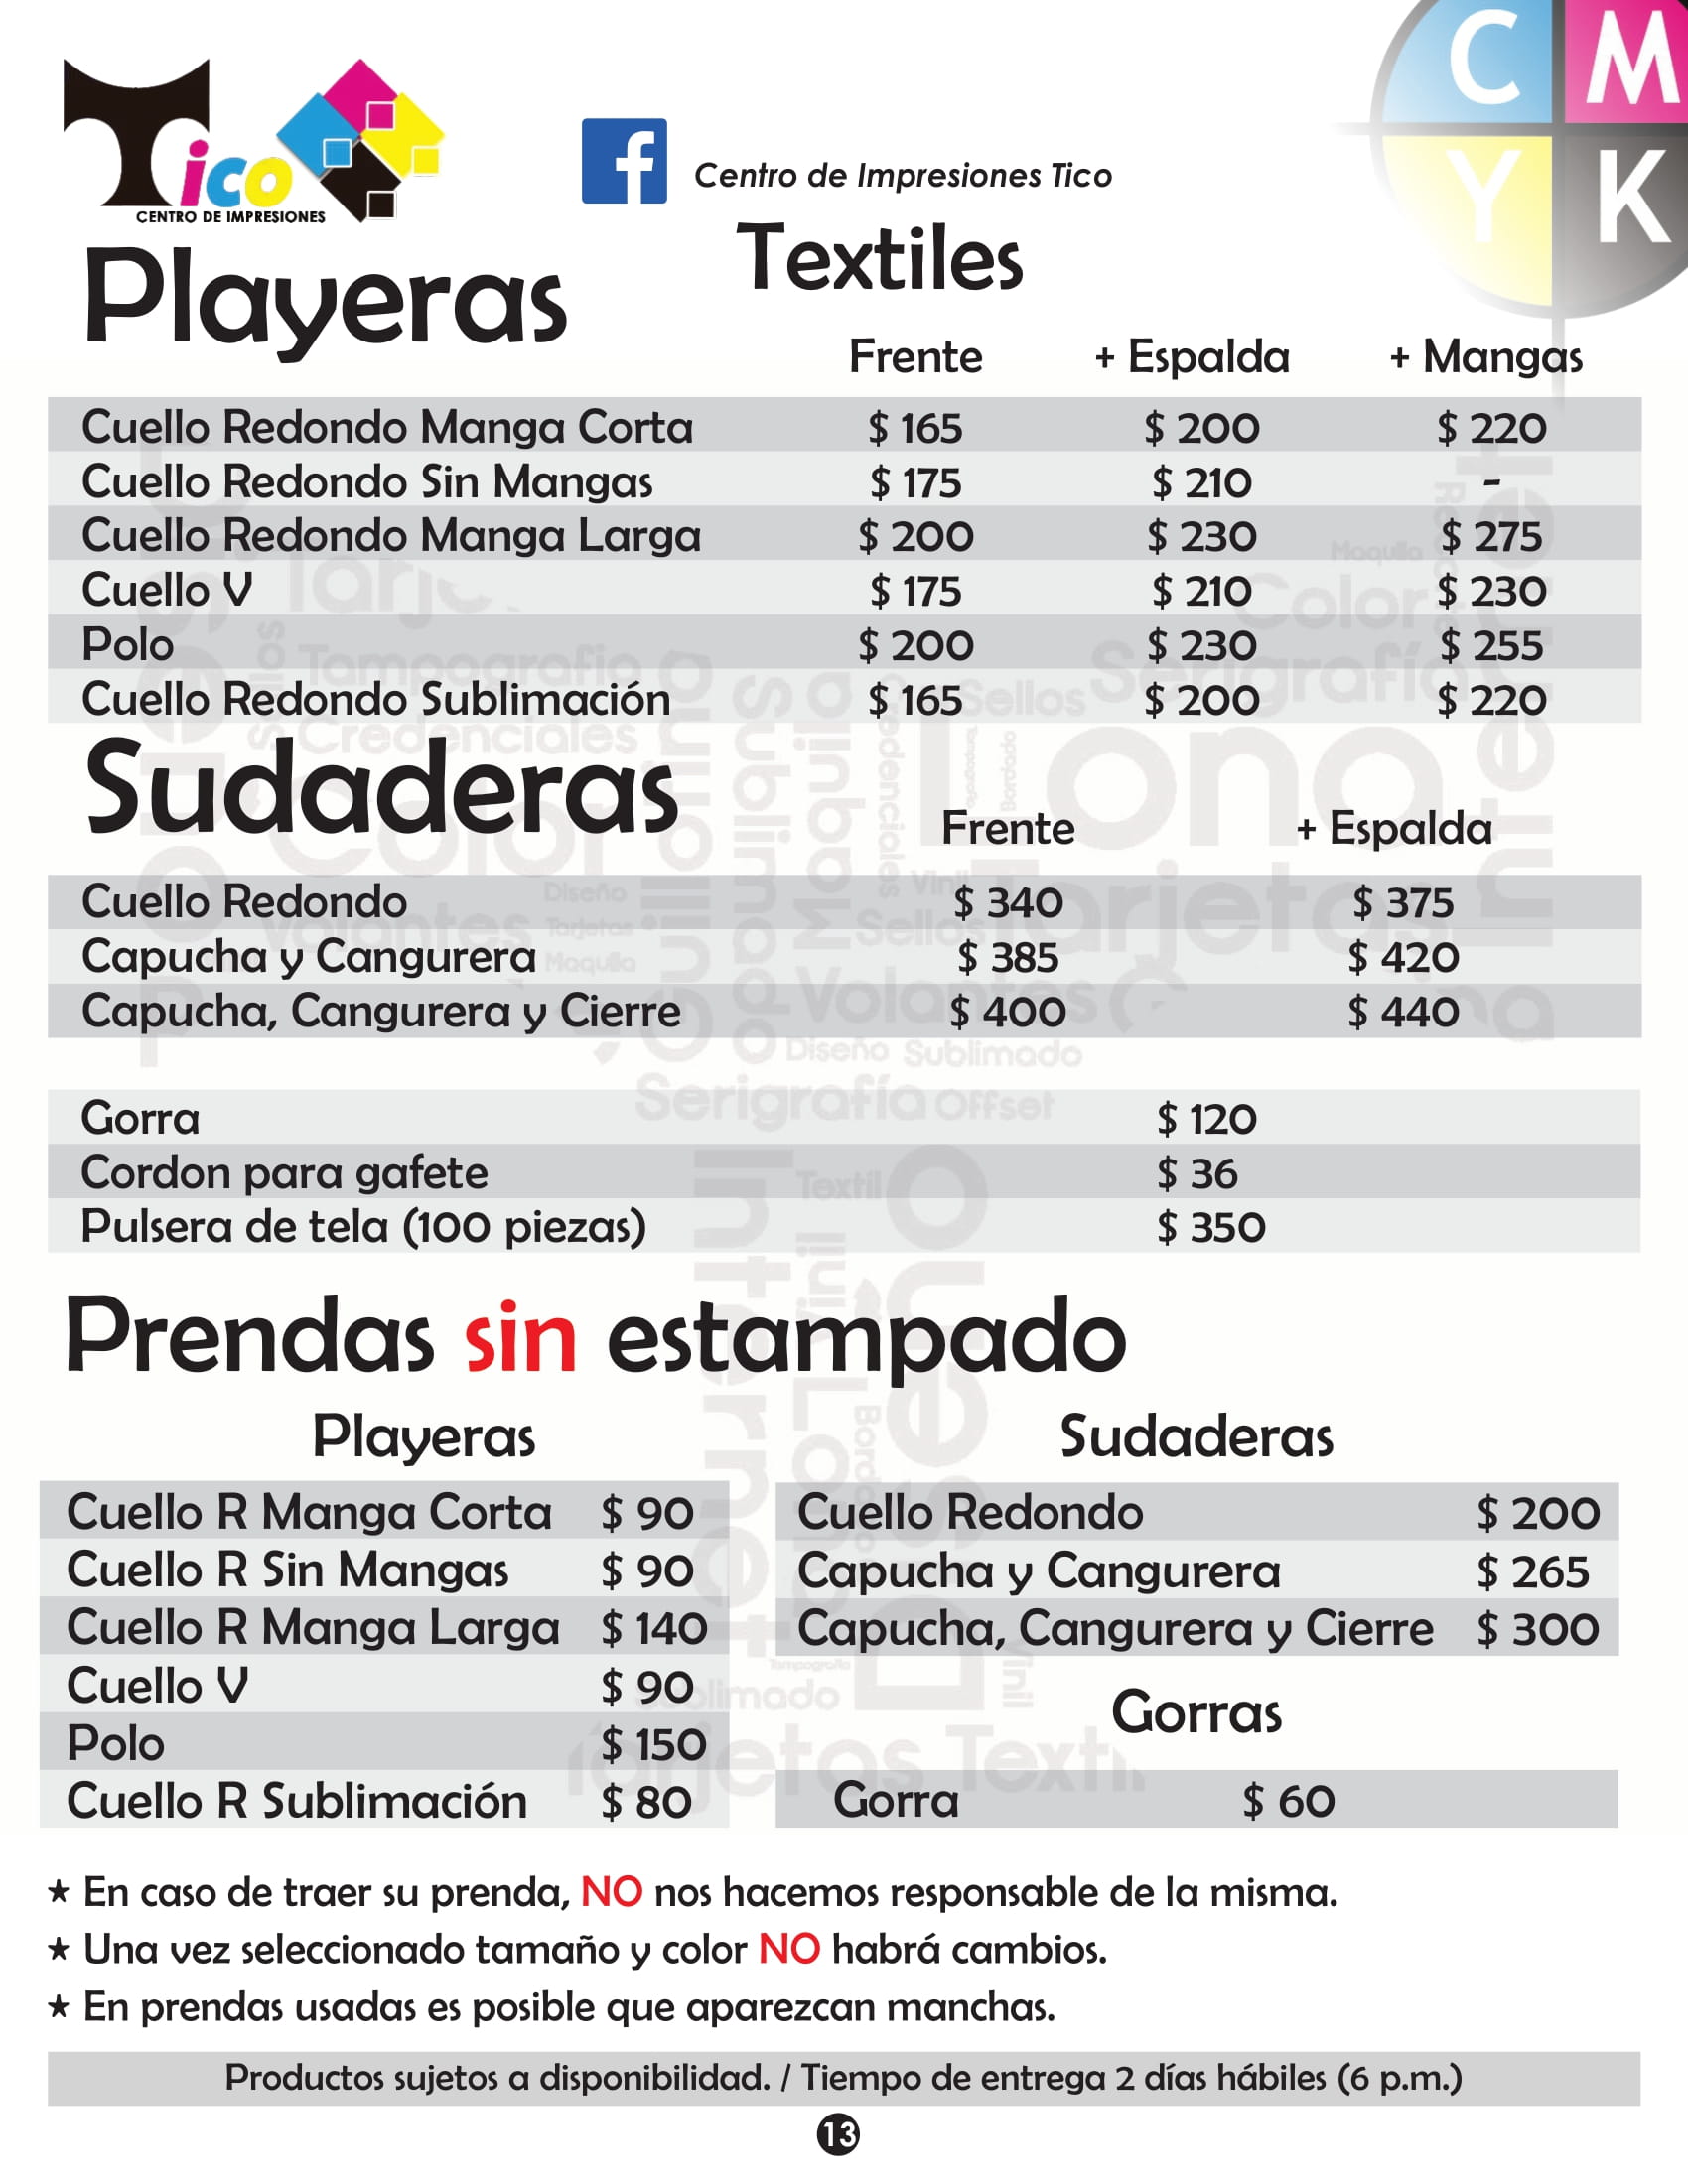 Tico
CENTRO DE IMPRESIONES
f Centro de Impresiones Tico
C M
Y K
Textiles
Playeras
Frente + Espalda + Mangas
Cuello Redondo Manga Corta $ 165 $ 200 $ 220
Cuello Redondo Sin Mangas $ 175 $ 210 -
Cuello Redondo Manga Larga $ 200 $ 230 $ 275
Cuello V $ 175 $ 210 $ 230
Polo $ 200 $ 230 $ 255
Cuello Redondo Sublimación $ 165 $ 200 $ 220
Sudaderas
Frente + Espalda
Cuello Redondo $ 340 $ 375
Capucha y Cangurera $ 385 $ 420
Capucha, Cangurera y Cierre $ 400 $ 440
Gorra $ 120
Cordon para gafete $ 36
Pulsera de tela (100 piezas) $ 350
Prendas sin estampado
Playeras
Cuello R Manga Corta $ 90
Cuello R Sin Mangas $ 90
Cuello R Manga Larga $ 140
Cuello V $ 90
Polo $ 150
Cuello R Sublimación $ 80
Sudaderas
Cuello Redondo $ 200
Capucha y Cangurera $ 265
Capucha, Cangurera y Cierre $ 300
Gorras
Gorra $ 60
★ En caso de traer su prenda, NO nos hacemos responsable de la misma.
★ Una vez seleccionado tamaño y color NO habrá cambios.
★ En prendas usadas es posible que aparezcan manchas.
Productos sujetos a disponibilidad. / Tiempo de entrega 2 días hábiles (6 p.m.)
13